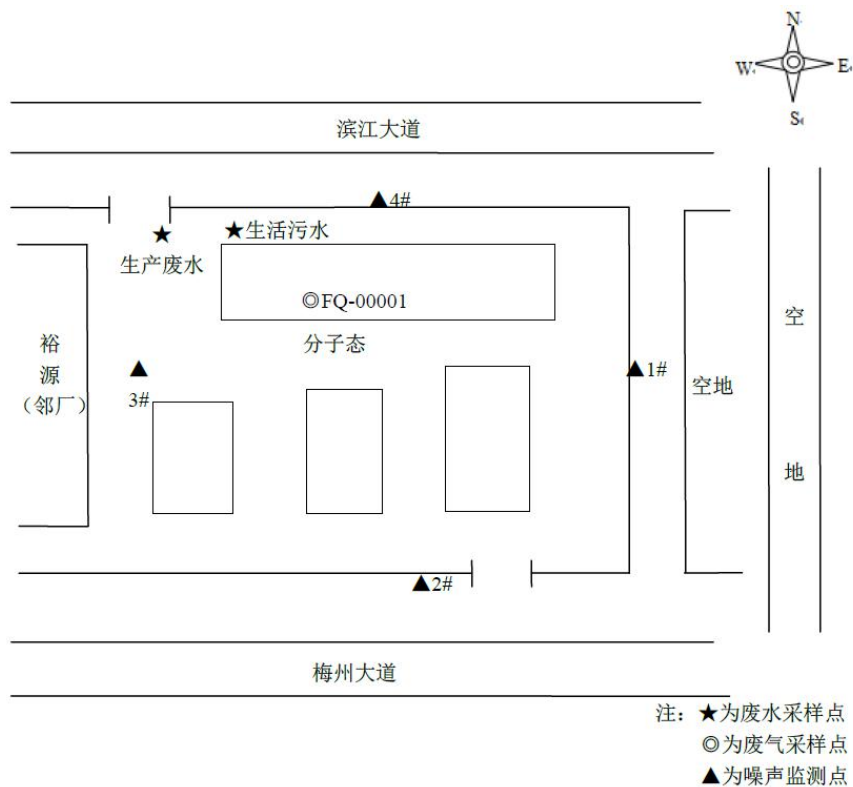 N
W
E
S
滨江大道
▲4#
★生活污水
★
生产废水
◎FQ-00001
分子态
裕
源
（邻厂）
▲
3#
▲1#
空地
空
地
▲2#
梅州大道
注：★为废水采样点
◎为废气采样点
▲为噪声监测点